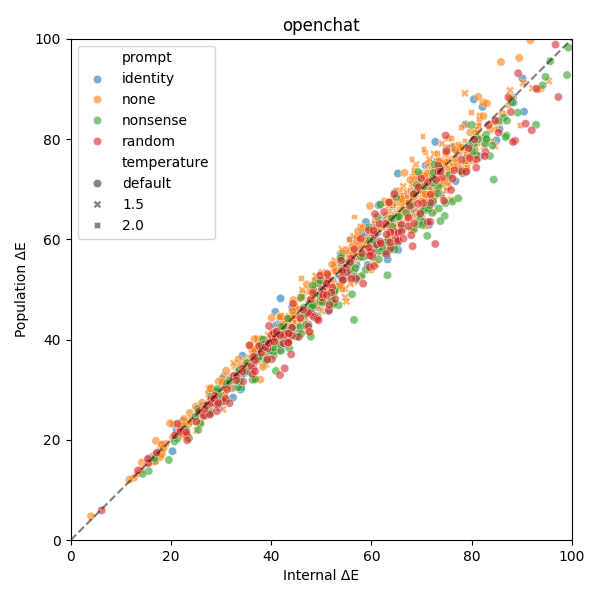 openchat
prompt
identity
none
nonsense
random
temperature
default
1.5
2.0
100
80
60
40
20
0
Population ΔE
0 20 40 60 80 100
Internal ΔE